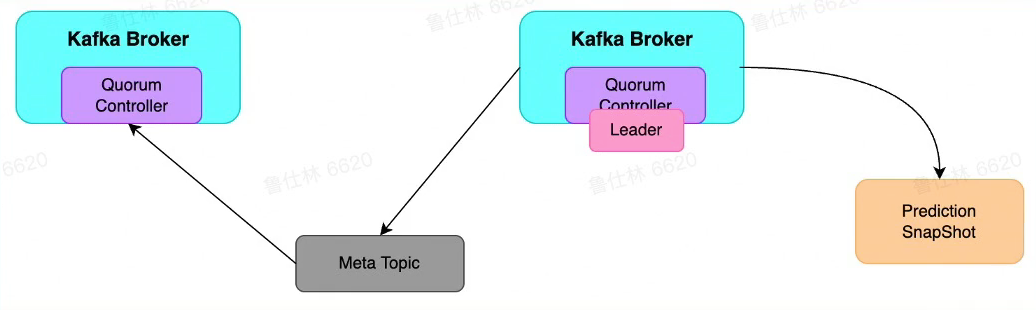 Kafka Broker
Quorum
Controller
Kafka Broker
Quorum
Controller
Leader
Meta Topic
Prediction
SnapShot
鲁仕林 6620
鲁仕林 6620
6620
鲁仕林 6620
鲁仕林 6620
鲁仕林 6620